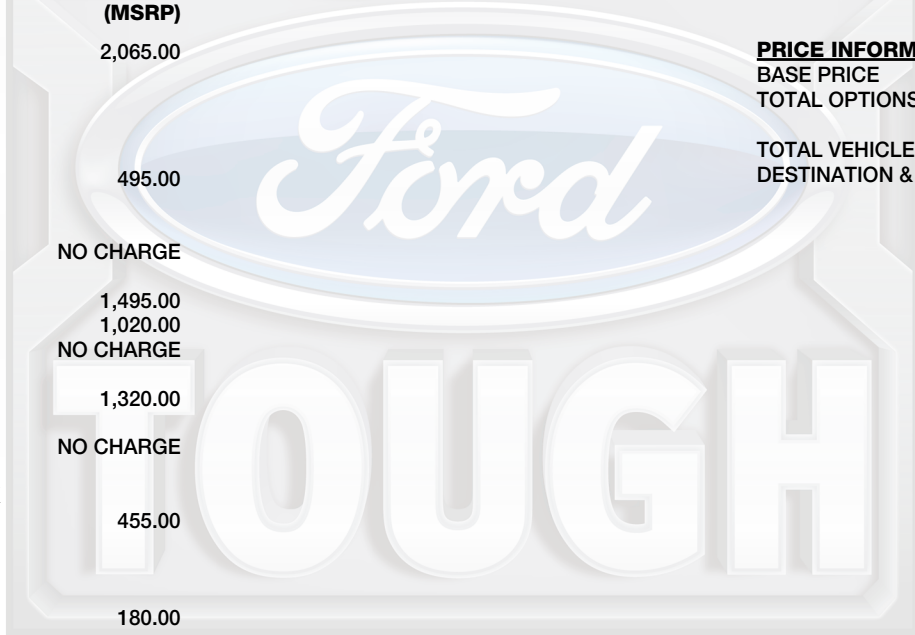 (MSRP)
2,065.00
495.00
NO CHARGE
1,495.00
1,020.00
NO CHARGE
1,320.00
NO CHARGE
455.00
180.00
PRICE INFORM
BASE PRICE
TOTAL OPTIONS
TOTAL VEHICLE
DESTINATION &
Ford
TOUGH